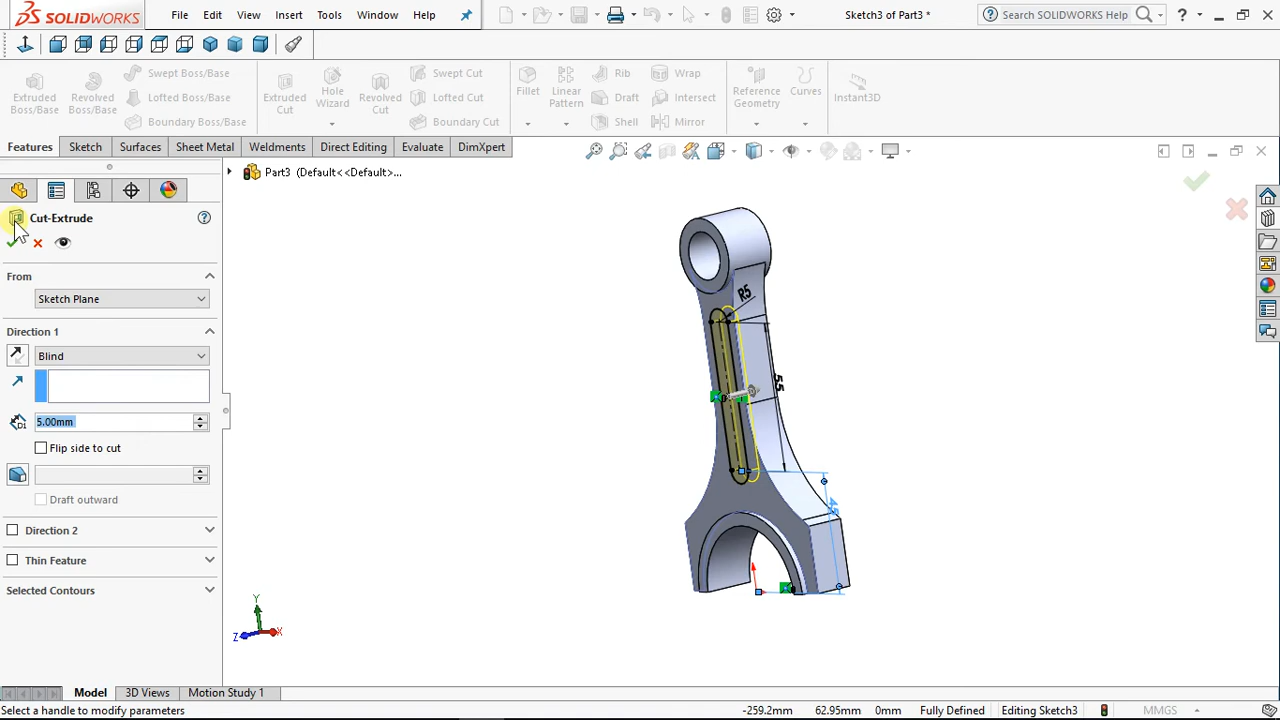 SOLIDWORKS File Edit View Insert Tools Window Help Sketch3 of Part3 * Search SOLIDWORKS Help ?
Extruded Boss/Base
Revolved Boss/Base
Swept Boss/Base
Lofted Boss/Base
Boundary Boss/Base
Extruded Cut
Hole Wizard
Revolved Cut
Swept Cut
Lofted Cut
Boundary Cut
Fillet
Linear Pattern
Rib
Draft
Shell
Wrap
Intersect
Mirror
Reference Geometry
Curves
Instant3D
Features Sketch Surfaces Sheet Metal Weldments Direct Editing Evaluate DimXpert
Part3 (Default<<Default>...
Cut-Extrude ?
From
Sketch Plane
Direction 1
Blind
D1 5.00mm
Flip side to cut
Draft outward
Direction 2
Thin Feature
Selected Contours
R5
55
45
Y
Z X
Model 3D Views Motion Study 1
Select a handle to modify parameters -259.2mm 62.95mm 0mm Fully Defined Editing Sketch3 MMGS